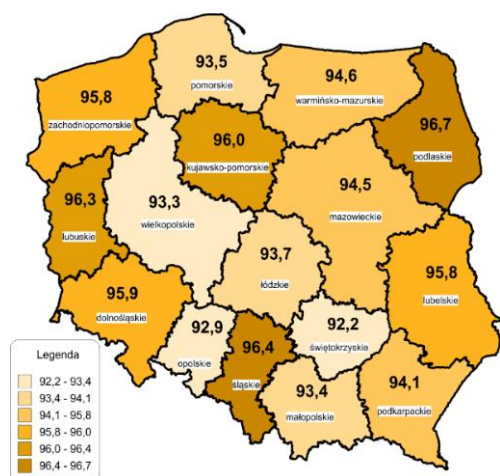 93,5
pomorskie
94,6
warmińsko-mazurskie
95,8
zachodniopomorskie
96,7
podlaskie
96,0
kujawsko-pomorskie
96,3
lubuskie
93,3
wielkopolskie
94,5
mazowieckie
93,7
łódzkie
95,8
lubelskie
95,9
dolnośląskie
92,9
opolskie
96,4
śląskie
92,2
świętokrzyskie
93,4
małopolskie
94,1
podkarpackie
Legenda
92,2 - 93,4
93,4 - 94,1
94,1 - 95,8
95,8 - 96,0
96,0 - 96,4
96,4 - 96,7